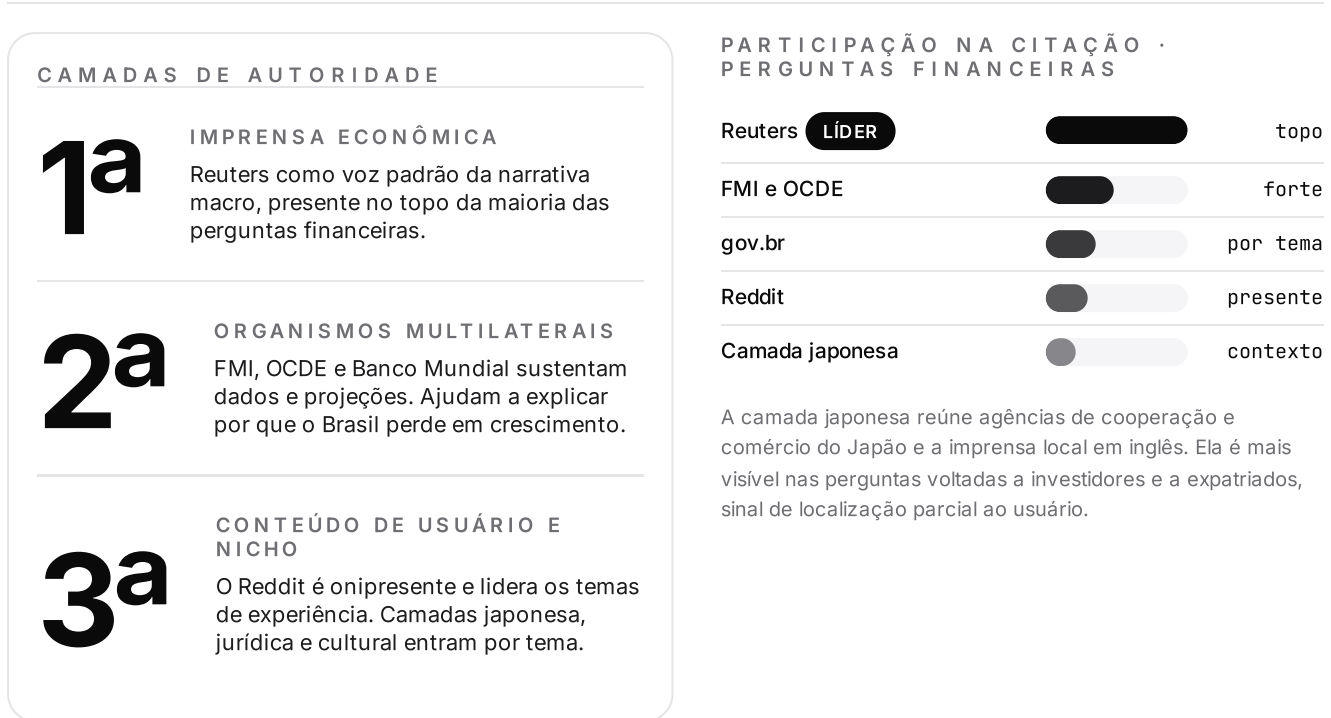 CAMADAS DE AUTORIDADE
1ª
IMPRENSA ECONÔMICA
Reuters como voz padrão da narrativa
macro, presente no topo da maioria das
perguntas financeiras.
2ª
ORGANISMOS MULTILATERAIS
FMI, OCDE e Banco Mundial sustentam
dados e projeções. Ajudam a explicar
por que o Brasil perde em crescimento.
3ª
CONTEÚDO DE USUÁRIO E
NICHO
O Reddit é onipresente e lidera os temas
de experiência. Camadas japonesa,
jurídica e cultural entram por tema.
PARTICIPAÇÃO NA CITAÇÃO ·
PERGUNTAS FINANCEIRAS
Reuters LÍDER topo
FMI e OCDE forte
gov.br por tema
Reddit presente
Camada japonesa contexto
A camada japonesa reúne agências de cooperação e
comércio do Japão e a imprensa local em inglês. Ela é mais
visível nas perguntas voltadas a investidores e a expatriados,
sinal de localização parcial ao usuário.